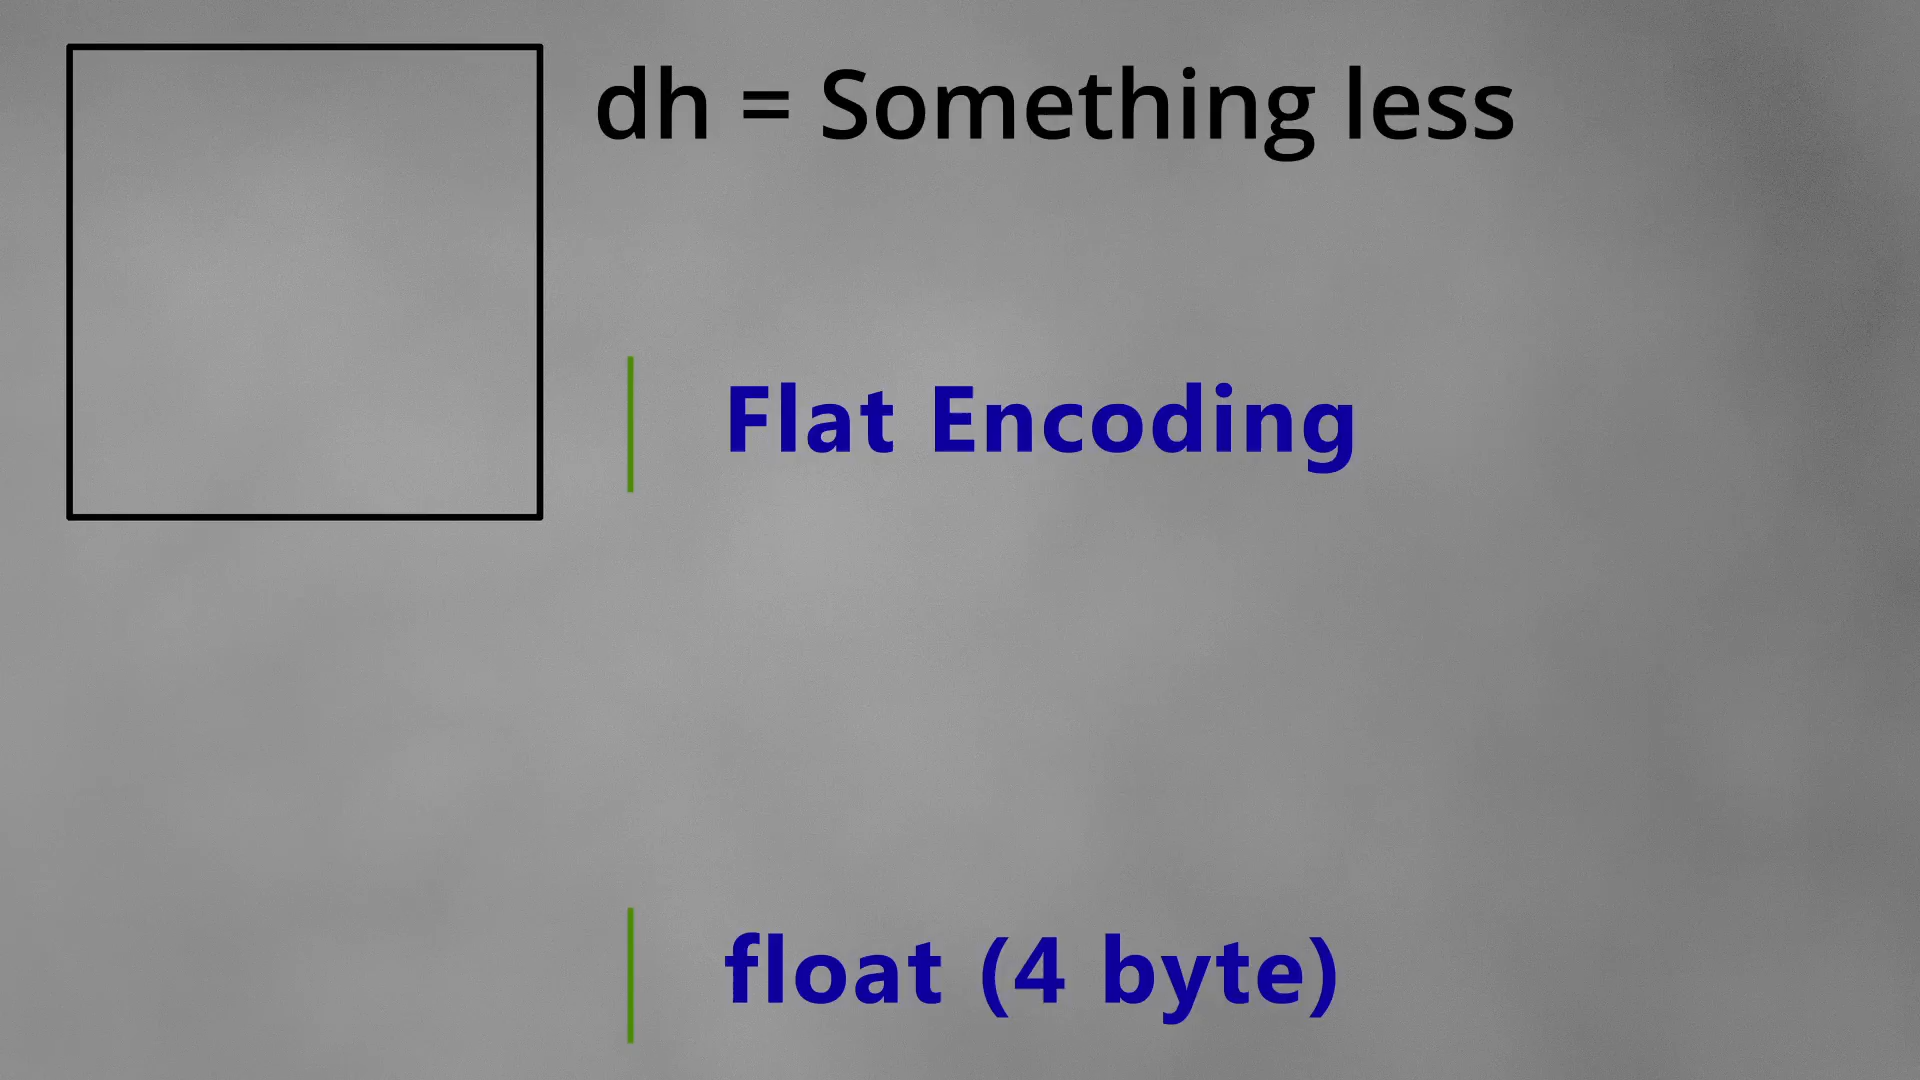 dh = Something less
Flat Encoding
float (4 byte)